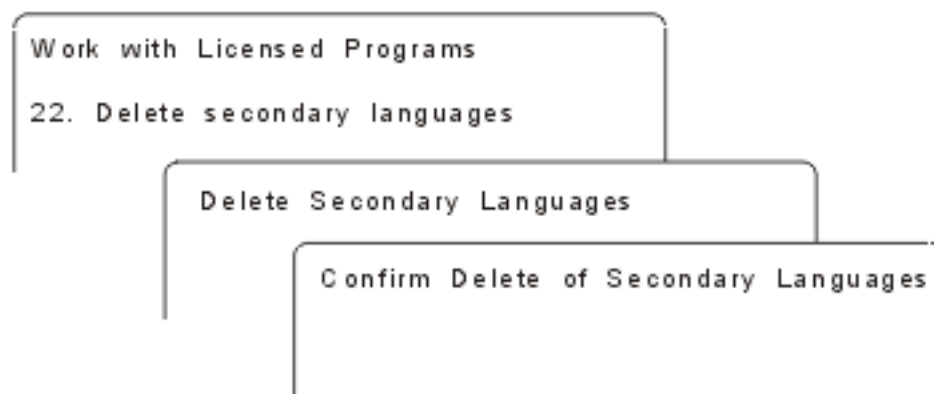 Work with Licensed Programs
22. Delete secondary languages
Delete Secondary Languages
Confirm Delete of Secondary Languages